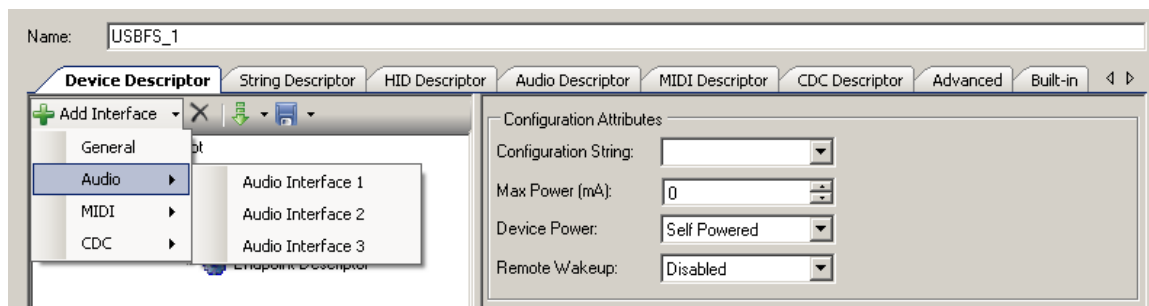 Name: USBFS_1
Device Descriptor String Descriptor HID Descriptor Audio Descriptor MIDI Descriptor CDC Descriptor Advanced Built-in
Add Interface
General
Audio
MIDI
CDC
Audio Interface 1
Audio Interface 2
Audio Interface 3
Endpoint Descriptor
Configuration Attributes
Configuration String:
Max Power (mA): 0
Device Power: Self Powered
Remote Wakeup: Disabled